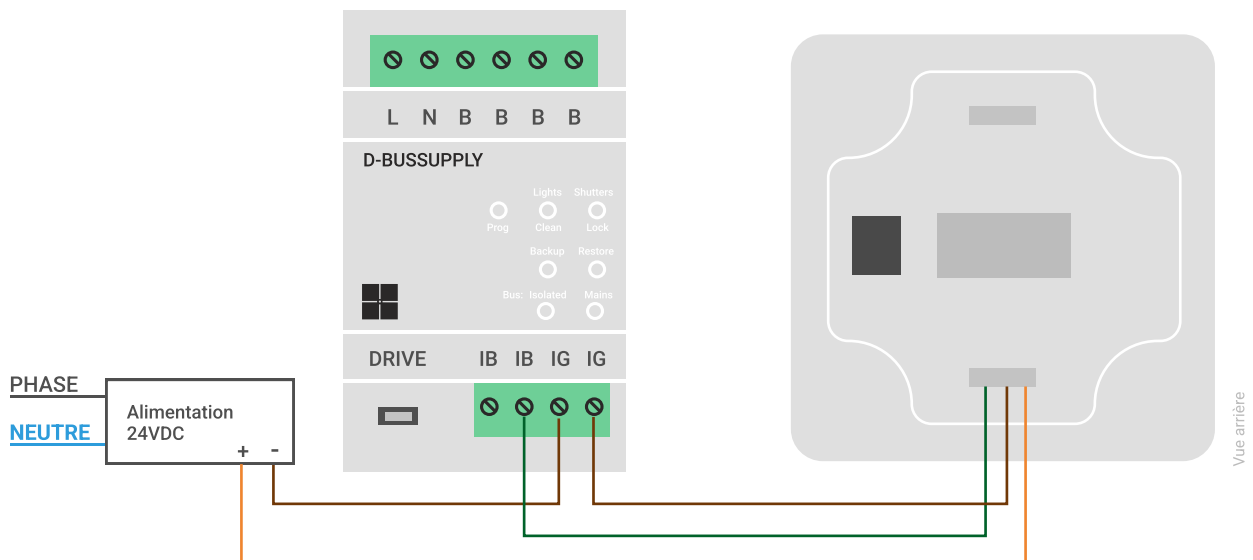 L N B B B B
D-BUSSUPPLY
Lights Shutters
Prog Clean Lock
Backup Restore
Bus: Isolated Mains
DRIVE IB IB IG IG
PHASE
NEUTRE
Alimentation
24VDC
+ -
Vue arrière